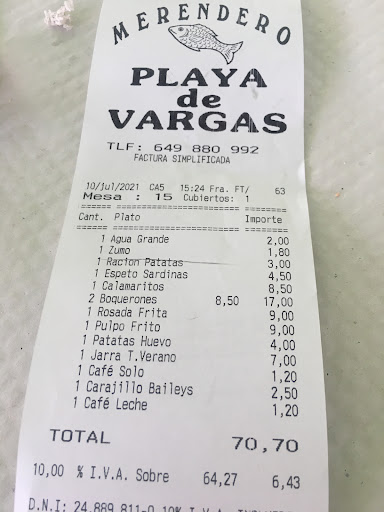 MERENDERO
PLAYA
de
VARGAS
TLF: 649 880 992
FACTURA SIMPLIFICADA
10/jul/2021 CA5 15:24 Fra. FT/ 63
Mesa : 15 Cubiertos: 1
Cant. Plato Importe
1 Agua Grande 2,00
1 Zumo 1,80
1 Racion Patatas 3,00
1 Espeto Sardinas 4,50
1 Calamaritos 8,50
2 Boquerones 8,50 17,00
1 Rosada Frita 9,00
1 Pulpo Frito 9,00
1 Patatas Huevo 4,00
1 Jarra T.Verano 7,00
1 Café Solo 1,20
1 Carajillo Baileys 2,50
1 Café Leche 1,20
TOTAL 70,70
10,00 % I.V.A. Sobre 64,27 6,43
D.N.I: 24.889.811-Q 10% I.V.A.